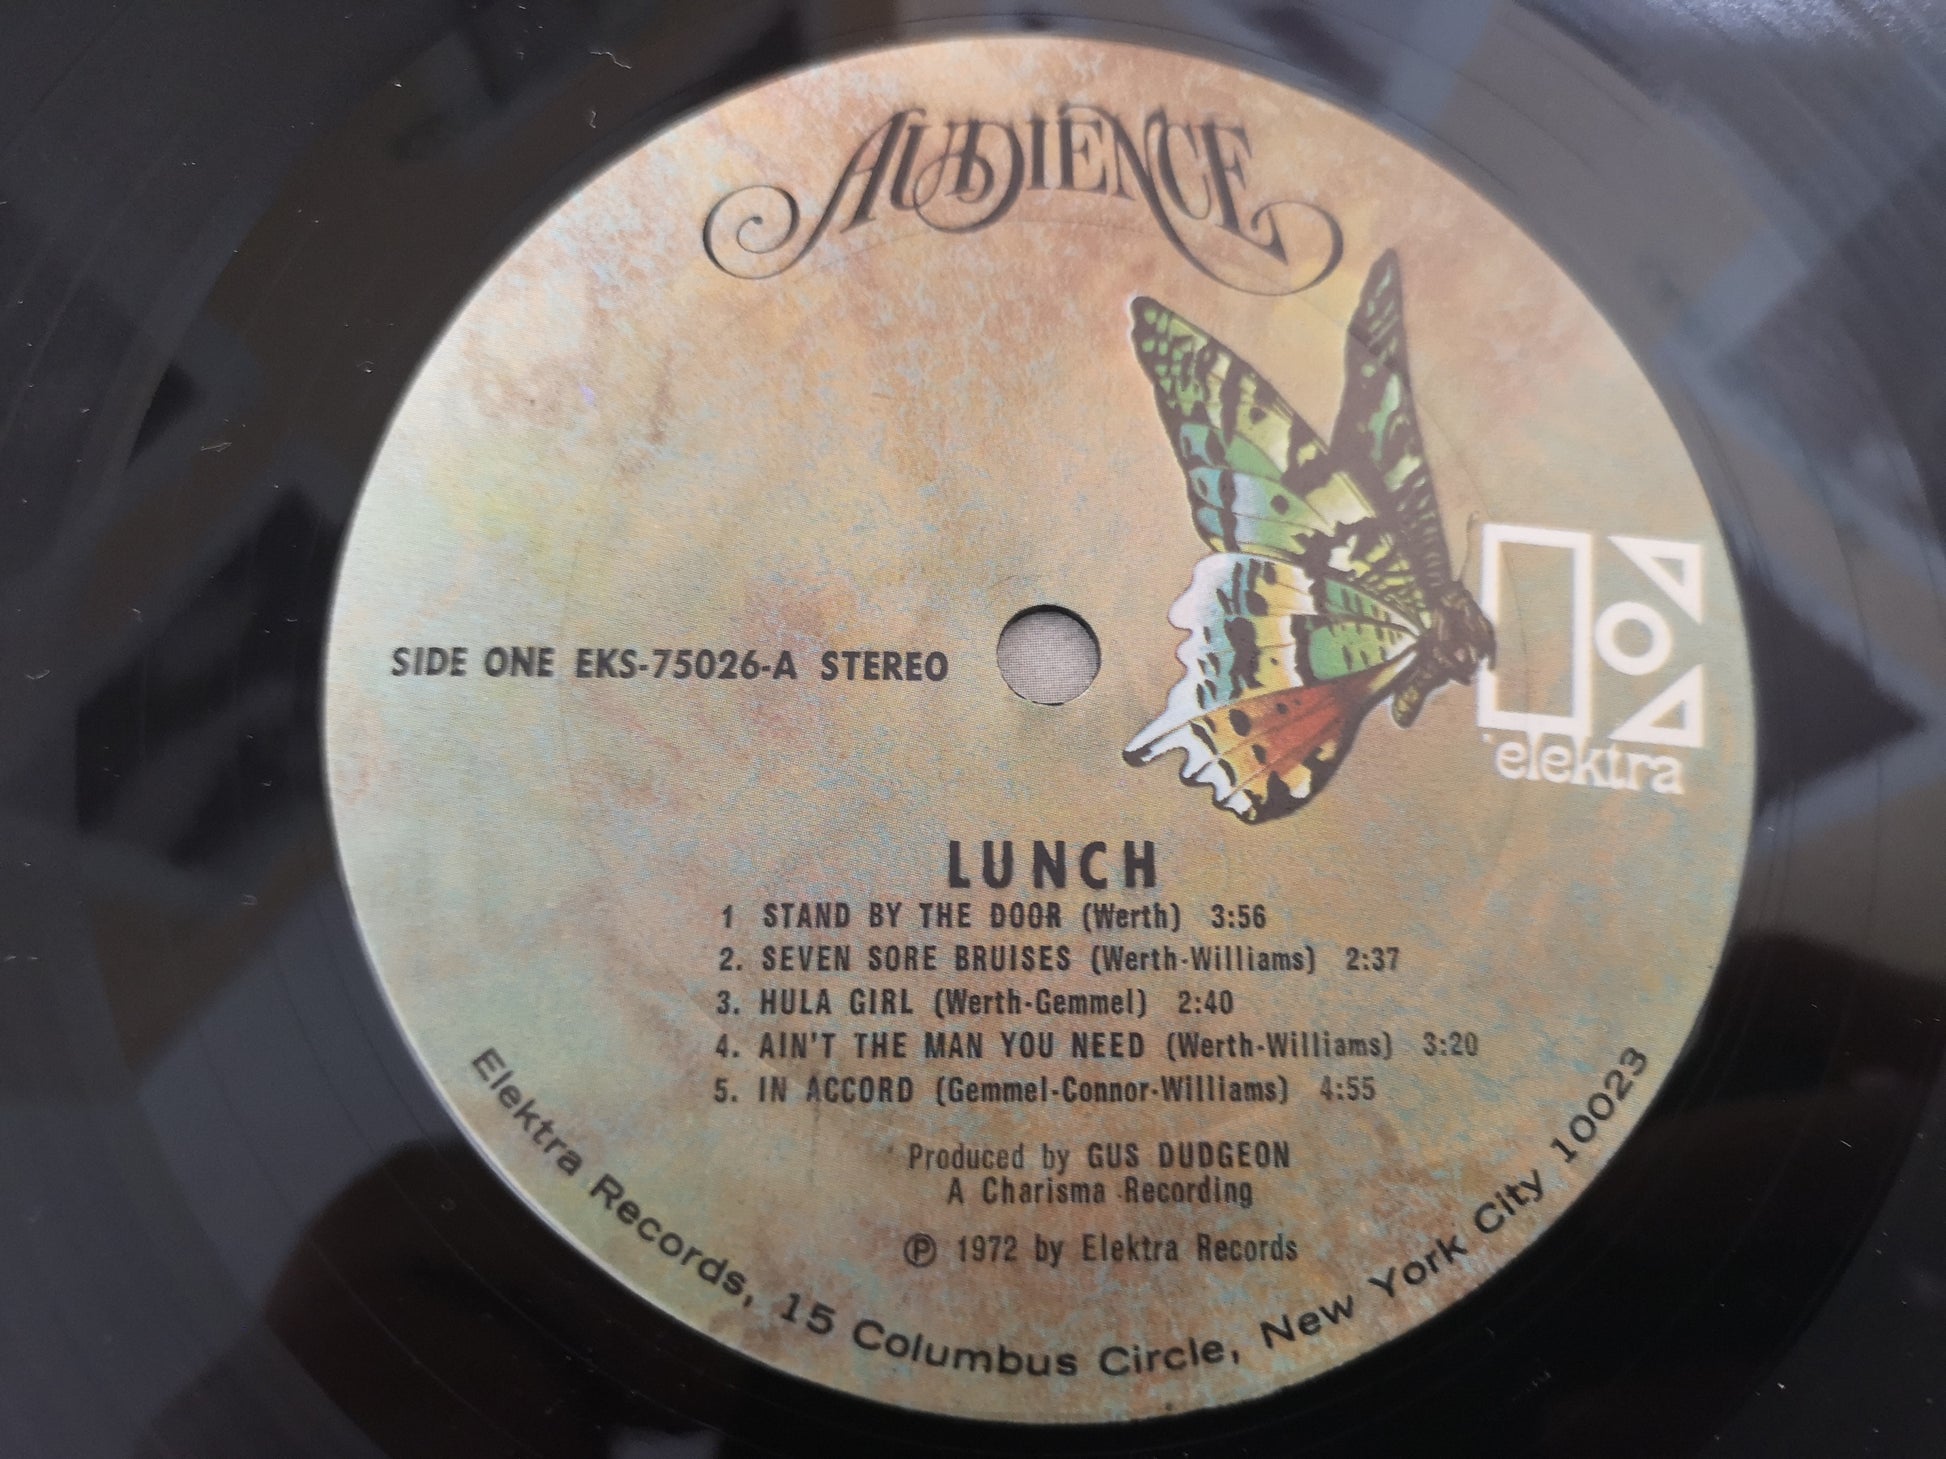 AUDIENCE
SIDE ONE EKS-75026-A STEREO
elektra
LUNCH
1 STAND BY THE DOOR (Werth) 3:56
2. SEVEN SORE BRUISES (Werth-Williams) 2:37
3. HULA GIRL (Werth-Gemmel) 2:40
4. AIN'T THE MAN YOU NEED (Werth-Williams) 3:20
5. IN ACCORD (Gemmel-Connor-Williams) 4:55
Produced by GUS DUDGEON
A Charisma Recording
℗ 1972 by Elektra Records
Elektra Records, 15 Columbus Circle, New York City 10023